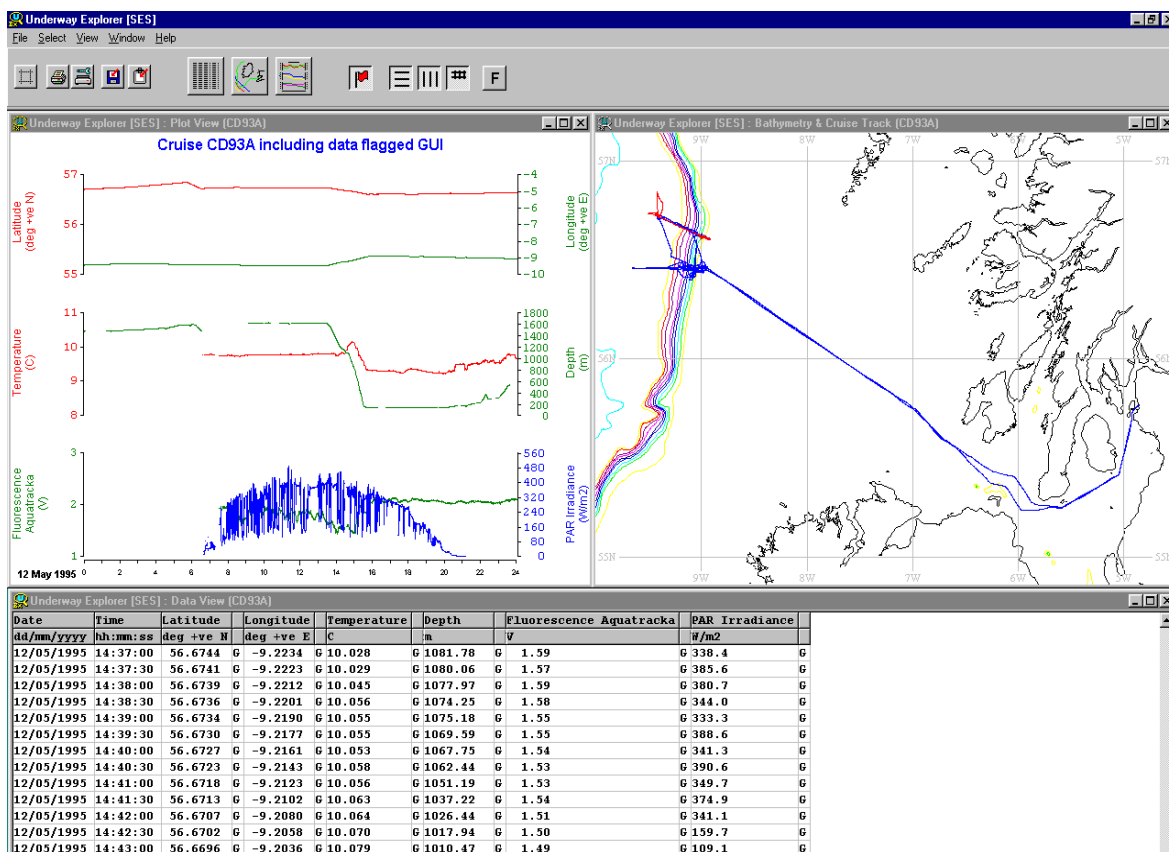 Underway Explorer [SES]
File Select View Window Help
F
Underway Explorer [SES] : Plot View (CD93A)
Cruise CD93A including data flagged GUI
57
56
55
Latitude
(deg +ve N)
-4
-5
-6
-7
-8
-9
-10
Longitude
(deg +ve E)
11
10
9
8
Temperature
(C)
1800
1600
1400
1200
1000
800
600
400
200
0
Depth
(m)
3
2
1
Fluorescence
Aquatracka
(V)
560
480
400
320
240
160
80
0
PAR Irradiance
(W/m2)
12 May 1995 0 2 4 6 8 10 12 14 16 18 20 22 24
Underway Explorer [SES] : Bathymetry & Cruise Track (CD93A)
9W 8W 7W 6W 5W
57N
56N
55N
9W 8W 7W 6W 5W
Underway Explorer [SES] : Data View (CD93A)
Date Time Latitude Longitude Temperature Depth Fluorescence Aquatracka PAR Irradiance
dd/mm/yyyy hh:mm:ss deg +ve N deg +ve E C m V W/m2
12/05/1995 14:37:00 56.6744 G -9.2234 G 10.028 G 1081.78 G 1.59 G 338.4 G
12/05/1995 14:37:30 56.6741 G -9.2223 G 10.029 G 1080.06 G 1.57 G 385.6 G
12/05/1995 14:38:00 56.6739 G -9.2212 G 10.045 G 1077.97 G 1.59 G 380.7 G
12/05/1995 14:38:30 56.6736 G -9.2201 G 10.056 G 1074.25 G 1.58 G 344.0 G
12/05/1995 14:39:00 56.6734 G -9.2190 G 10.055 G 1075.18 G 1.55 G 333.3 G
12/05/1995 14:39:30 56.6730 G -9.2177 G 10.055 G 1069.59 G 1.55 G 388.6 G
12/05/1995 14:40:00 56.6727 G -9.2161 G 10.053 G 1067.75 G 1.54 G 341.3 G
12/05/1995 14:40:30 56.6723 G -9.2143 G 10.058 G 1062.44 G 1.53 G 390.6 G
12/05/1995 14:41:00 56.6718 G -9.2123 G 10.056 G 1051.19 G 1.53 G 349.7 G
12/05/1995 14:41:30 56.6713 G -9.2102 G 10.063 G 1037.22 G 1.54 G 374.9 G
12/05/1995 14:42:00 56.6707 G -9.2080 G 10.064 G 1026.44 G 1.51 G 341.1 G
12/05/1995 14:42:30 56.6702 G -9.2058 G 10.070 G 1017.94 G 1.50 G 159.7 G
12/05/1995 14:43:00 56.6696 G -9.2036 G 10.079 G 1010.47 G 1.49 G 109.1 G